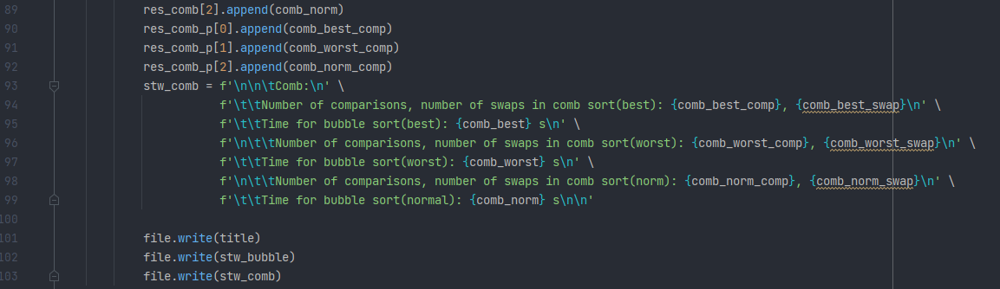 89 res_comb[2].append(comb_norm)
90 res_comb_p[0].append(comb_best_comp)
91 res_comb_p[1].append(comb_worst_comp)
92 res_comb_p[2].append(comb_norm_comp)
93 stw_comb = f'\n\n\tComb:\n' \
94 f'\t\tNumber of comparisons, number of swaps in comb sort(best): {comb_best_comp}, {comb_best_swap}\n' \
95 f'\t\tTime for bubble sort(best): {comb_best} s\n' \
96 f'\n\t\tNumber of comparisons, number of swaps in comb sort(worst): {comb_worst_comp}, {comb_worst_swap}\n' \
97 f'\t\tTime for bubble sort(worst): {comb_worst} s\n' \
98 f'\n\t\tNumber of comparisons, number of swaps in comb sort(norm): {comb_norm_comp}, {comb_norm_swap}\n' \
99 f'\t\tTime for bubble sort(normal): {comb_norm} s\n\n'
100
101 file.write(title)
102 file.write(stw_bubble)
103 file.write(stw_comb)